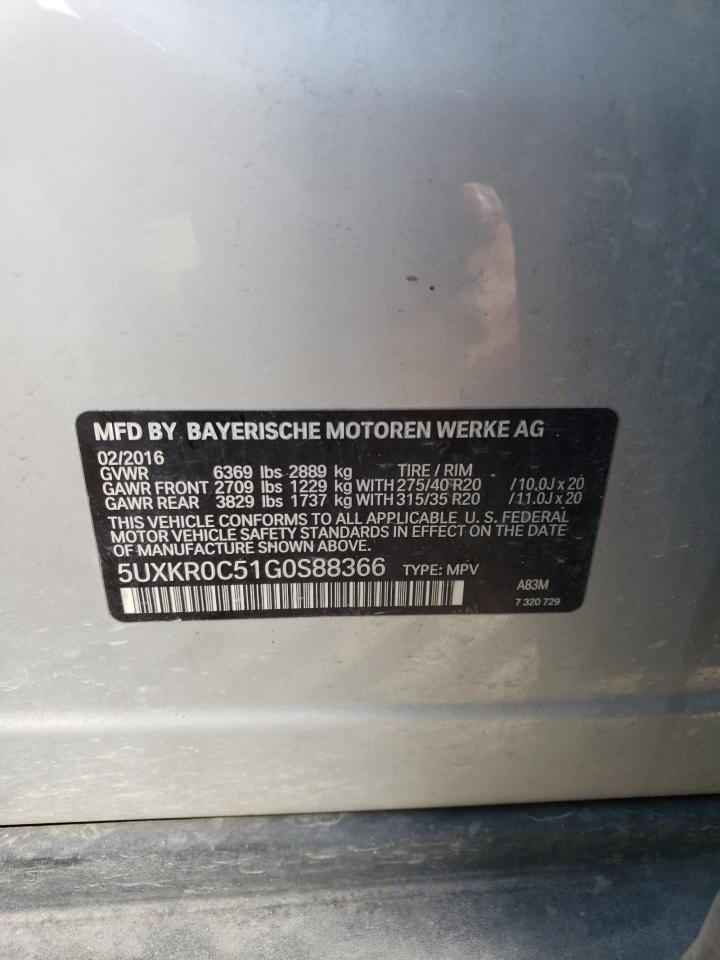 MFD BY BAYERISCHE MOTOREN WERKE AG
02/2016
GVWR 6369 lbs 2889 kg TIRE / RIM
GAWR FRONT 2709 lbs 1229 kg WITH 275/40 R20 /10.0J x 20
GAWR REAR 3829 lbs 1737 kg WITH 315/35 R20 /11.0J x 20
THIS VEHICLE CONFORMS TO ALL APPLICABLE U. S. FEDERAL
MOTOR VEHICLE SAFETY STANDARDS IN EFFECT ON THE DATE
OF MANUFACTURE SHOWN ABOVE.
5UXKR0C51G0S88366 TYPE: MPV
A83M
7 320 729